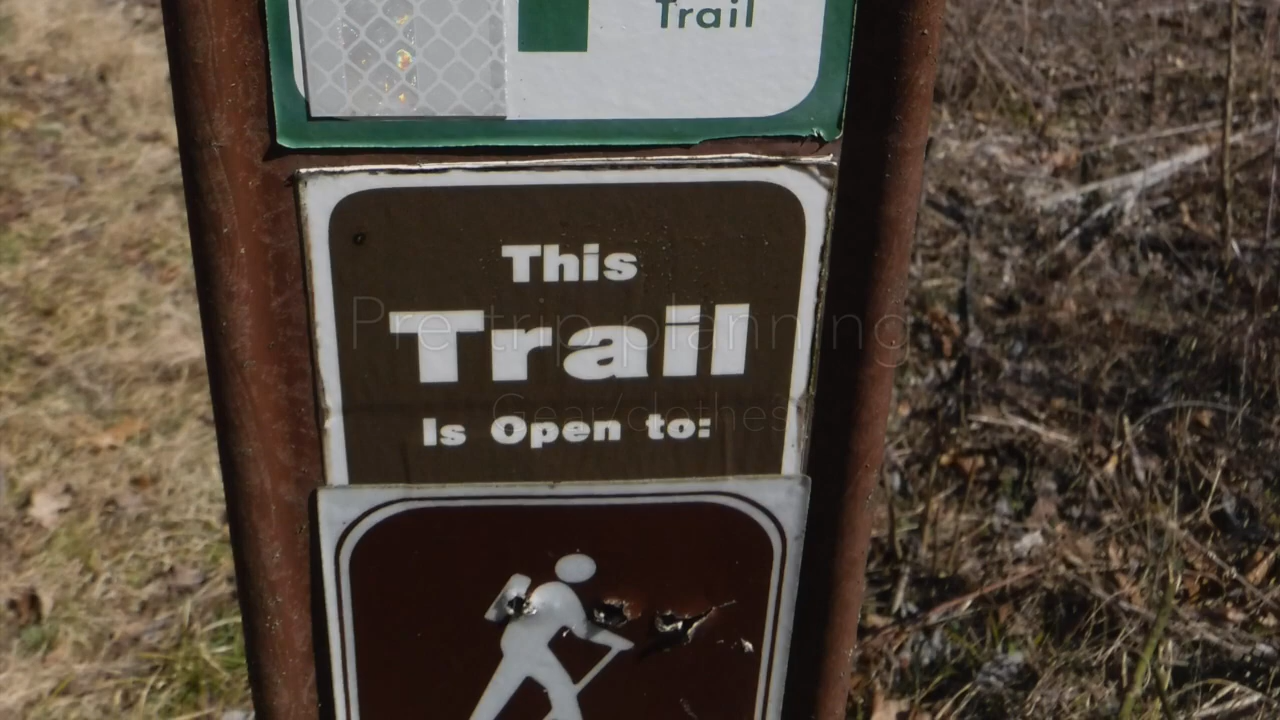 Trail
This
Trail
Pre trip planning
Is Open to:
Gear/clothes